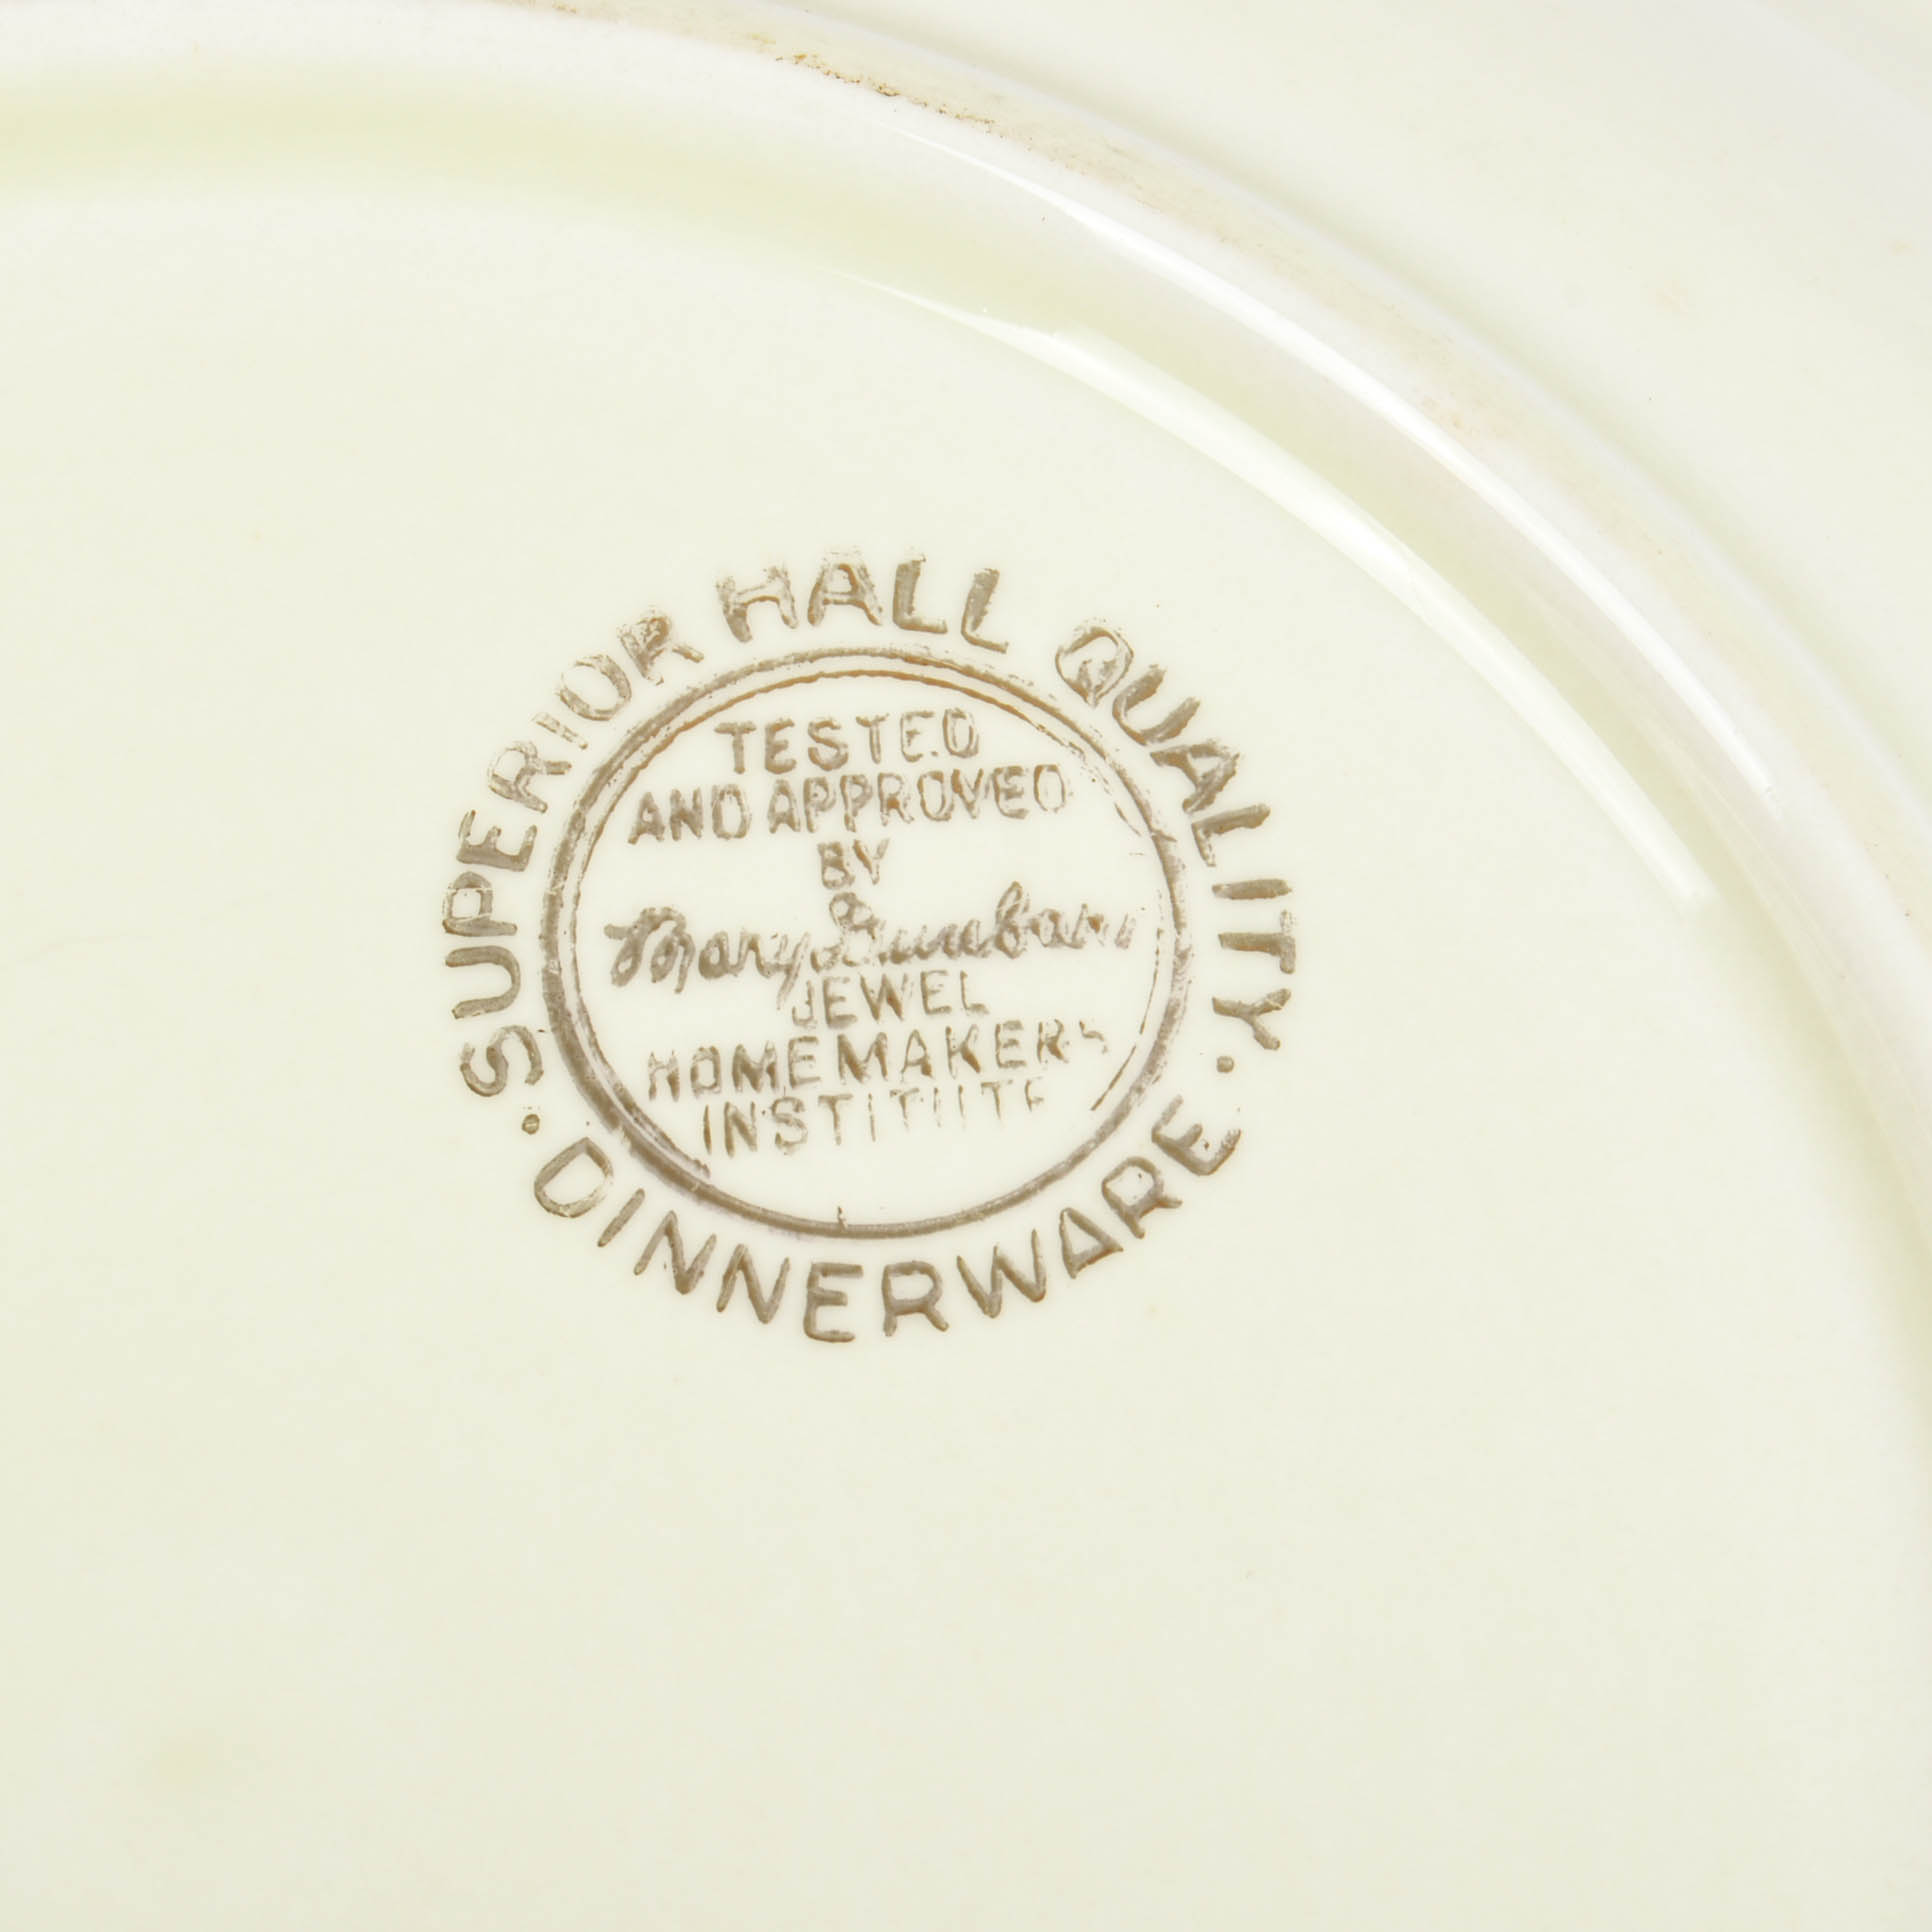 SUPERIOR HALL QUALITY
TESTED
AND APPROVED
BY
Mary Dunbar
JEWEL
HOMEMAKERS
INSTITUTE
· DINNERWARE ·